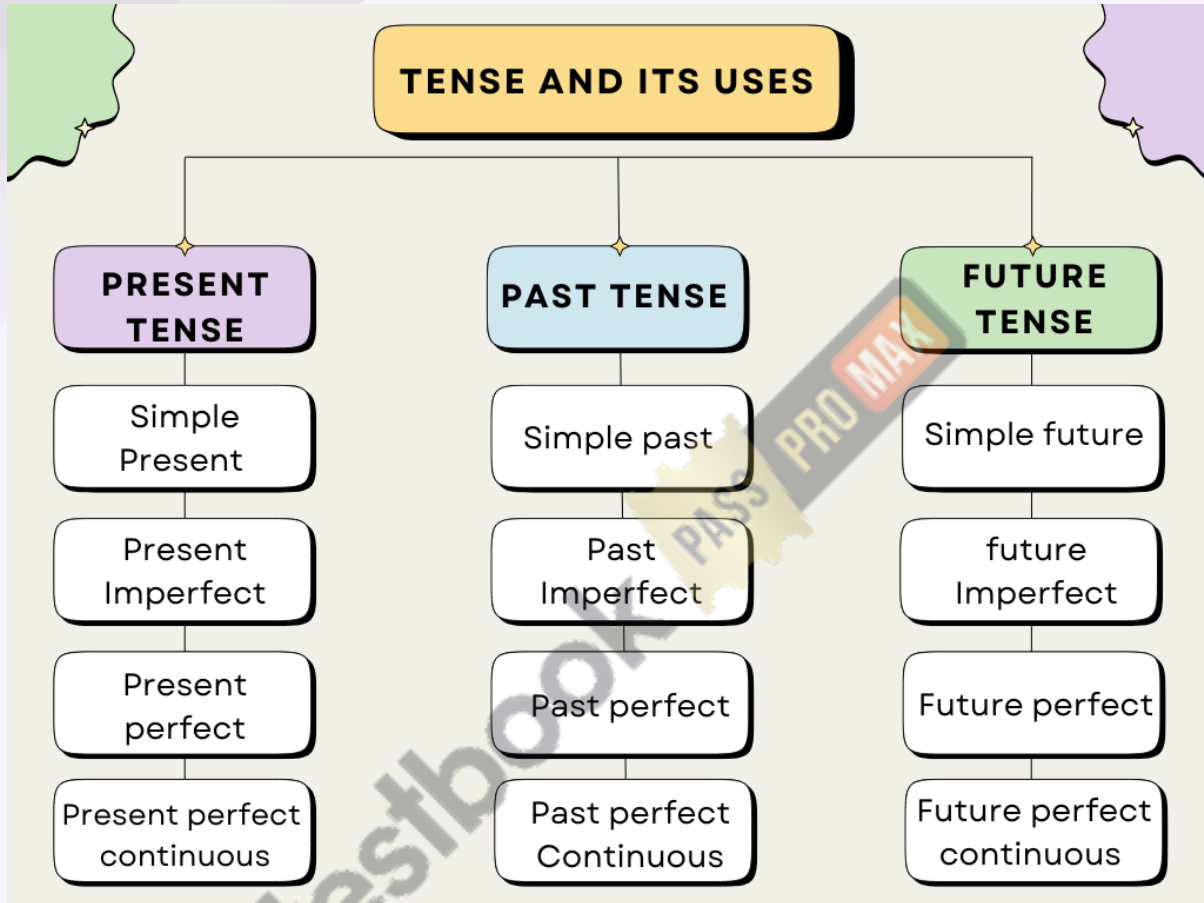 TENSE AND ITS USES
PRESENT
TENSE
Simple
Present
Present
Imperfect
Present
perfect
Present perfect
continuous
PAST TENSE
Simple past
Past
Imperfect
Past perfect
Past perfect
Continuous
FUTURE
TENSE
Simple future
future
Imperfect
Future perfect
Future perfect
continuous
testbook PASS PRO MAX